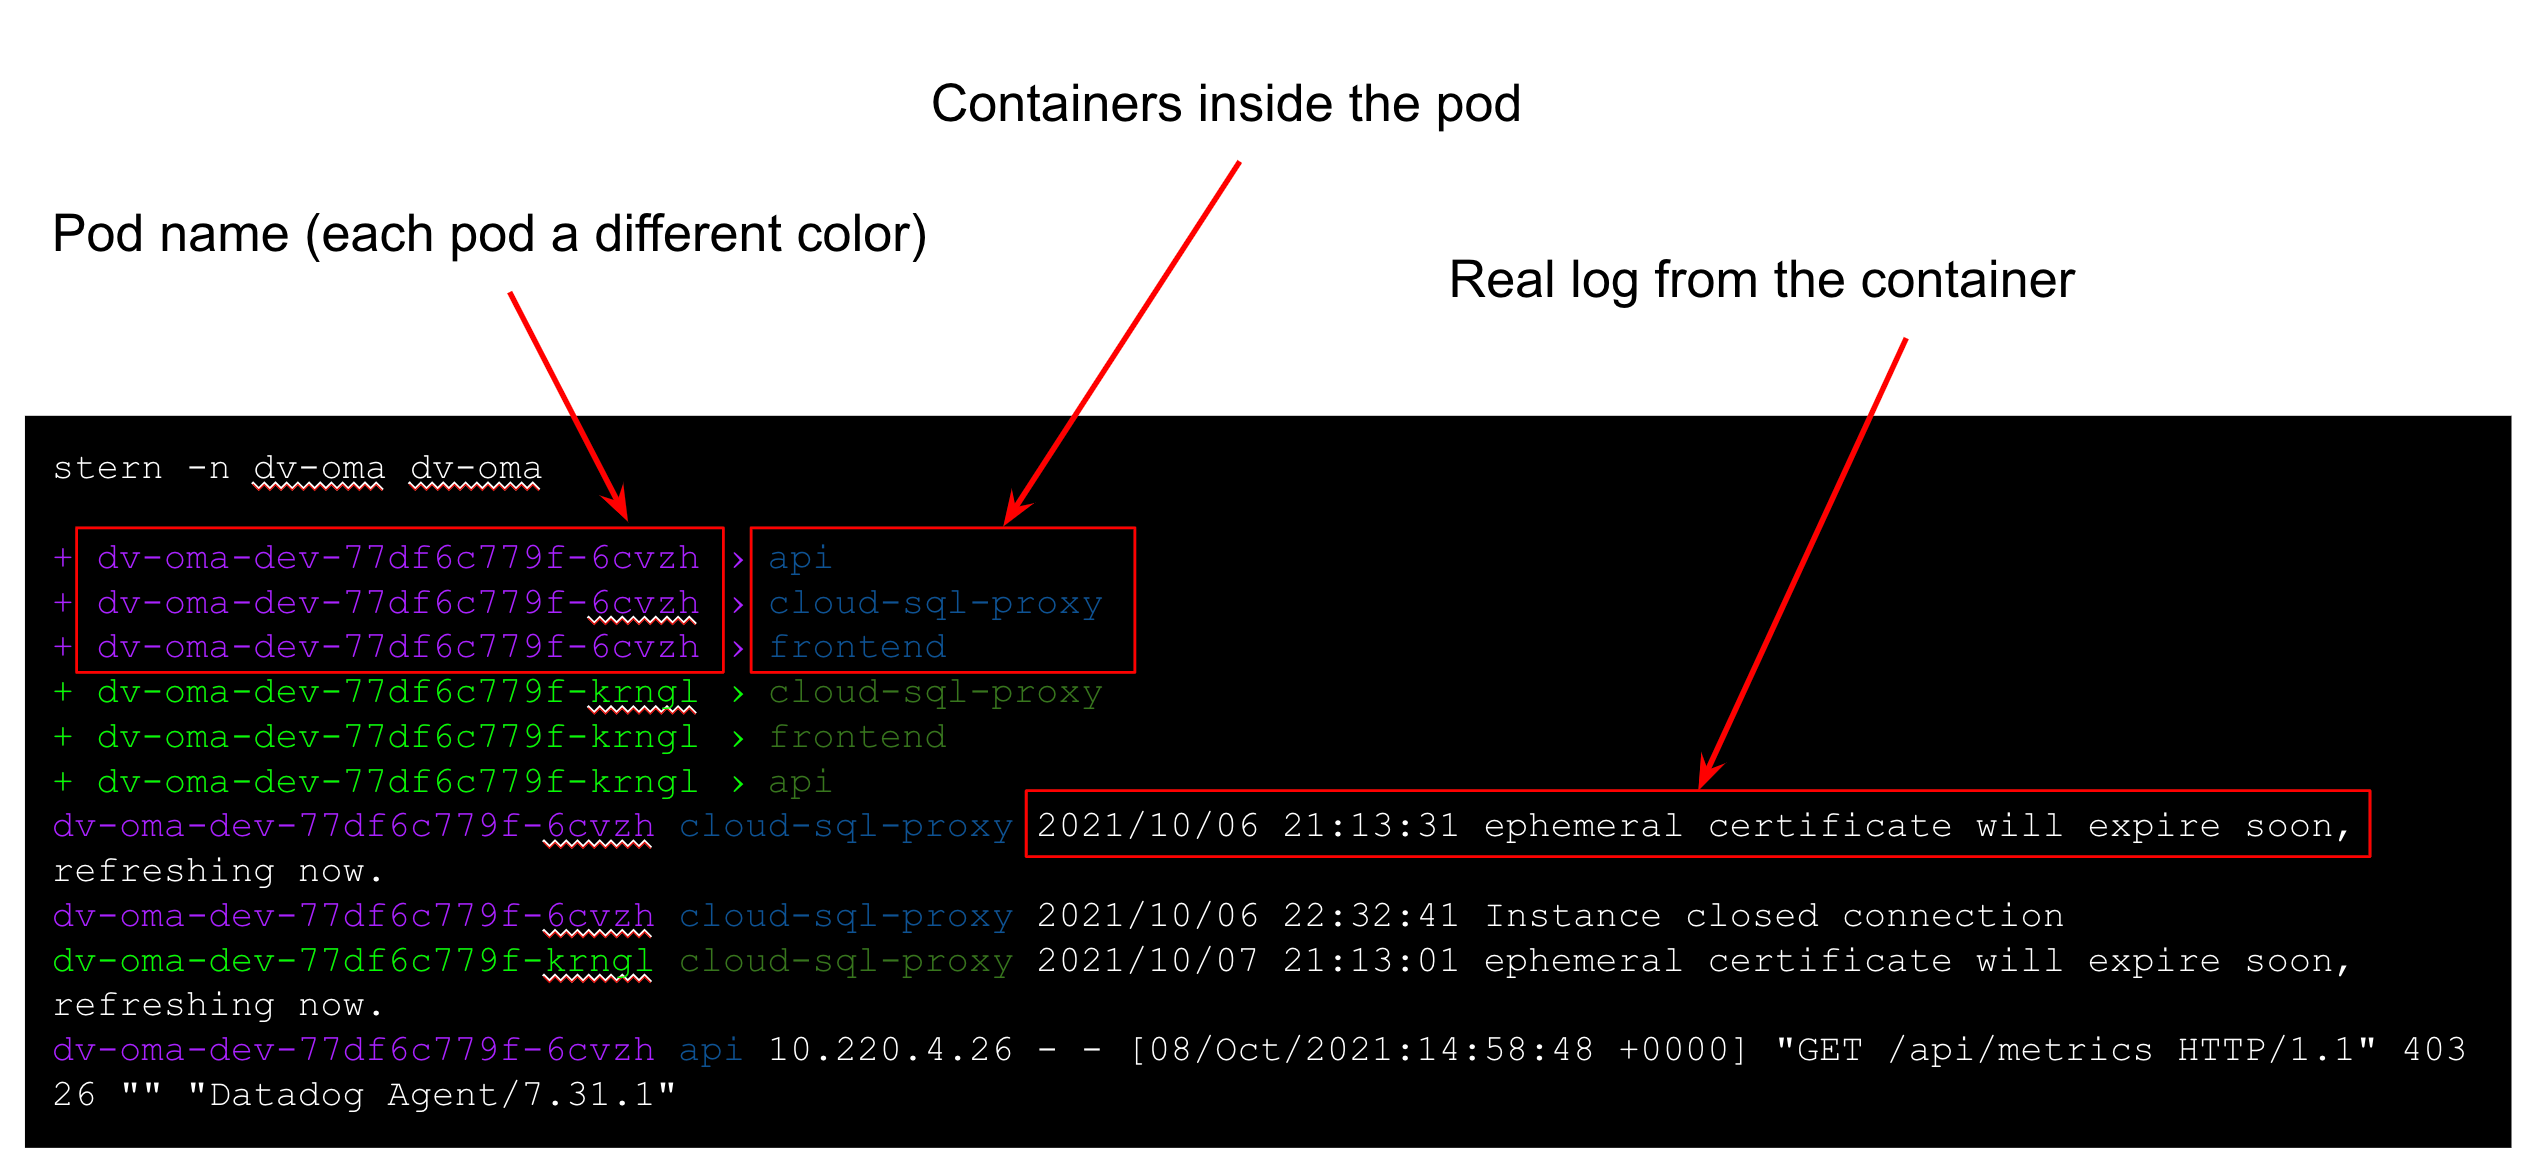 Containers inside the pod
Pod name (each pod a different color)
Real log from the container
stern -n dv-oma dv-oma
+ dv-oma-dev-77df6c779f-6cvzh › api
+ dv-oma-dev-77df6c779f-6cvzh › cloud-sql-proxy
+ dv-oma-dev-77df6c779f-6cvzh › frontend
+ dv-oma-dev-77df6c779f-krngl › cloud-sql-proxy
+ dv-oma-dev-77df6c779f-krngl › frontend
+ dv-oma-dev-77df6c779f-krngl › api
dv-oma-dev-77df6c779f-6cvzh cloud-sql-proxy 2021/10/06 21:13:31 ephemeral certificate will expire soon,
refreshing now.
dv-oma-dev-77df6c779f-6cvzh cloud-sql-proxy 2021/10/06 22:32:41 Instance closed connection
dv-oma-dev-77df6c779f-krngl cloud-sql-proxy 2021/10/07 21:13:01 ephemeral certificate will expire soon,
refreshing now.
dv-oma-dev-77df6c779f-6cvzh api 10.220.4.26 - - [08/Oct/2021:14:58:48 +0000] "GET /api/metrics HTTP/1.1" 403
26 "" "Datadog Agent/7.31.1"